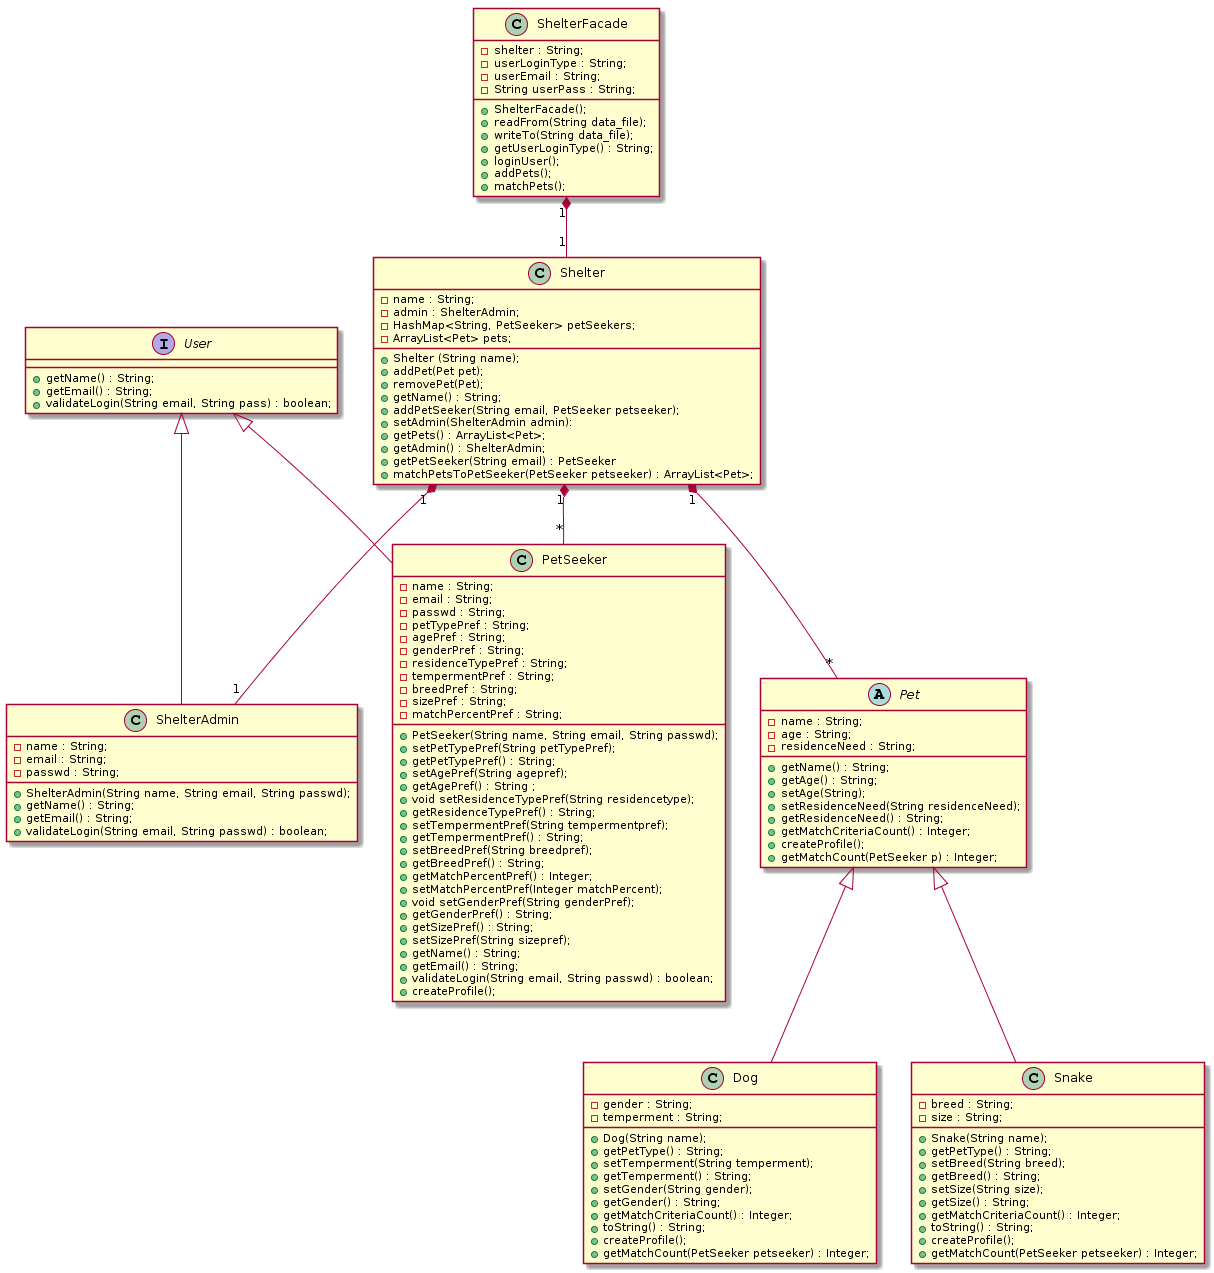 C ShelterFacade
shelter : String;
userLoginType : String;
userEmail : String;
String userPass : String;
ShelterFacade();
readFrom(String data_file);
writeTo(String data_file);
getUserLoginType() : String;
loginUser();
addPets();
matchPets();
1
1
C Shelter
name : String;
admin : ShelterAdmin;
HashMap<String, PetSeeker> petSeekers;
ArrayList<Pet> pets;
Shelter (String name);
addPet(Pet pet);
removePet(Pet);
getName() : String;
addPetSeeker(String email, PetSeeker petseeker);
setAdmin(ShelterAdmin admin):
getPets() : ArrayList<Pet>;
getAdmin() : ShelterAdmin;
getPetSeeker(String email) : PetSeeker
matchPetsToPetSeeker(PetSeeker petseeker) : ArrayList<Pet>;
I User
getName() : String;
getEmail() : String;
validateLogin(String email, String pass) : boolean;
1
1
1
*
*
1
C PetSeeker
name : String;
email : String;
passwd : String;
petTypePref : String;
agePref : String;
genderPref : String;
residenceTypePref : String;
tempermentPref : String;
breedPref : String;
sizePref : String;
matchPercentPref : String;
PetSeeker(String name, String email, String passwd);
setPetTypePref(String petTypePref);
getPetTypePref() : String;
setAgePref(String agepref);
getAgePref() : String ;
void setResidenceTypePref(String residencetype);
getResidenceTypePref() : String;
setTempermentPref(String tempermentpref);
getTempermentPref() : String;
setBreedPref(String breedpref);
getBreedPref() : String;
getMatchPercentPref() : Integer;
setMatchPercentPref(Integer matchPercent);
void setGenderPref(String genderPref);
getGenderPref() : String;
getSizePref() : String;
setSizePref(String sizepref);
getName() : String;
getEmail() : String;
validateLogin(String email, String passwd) : boolean;
createProfile();
C ShelterAdmin
name : String;
email : String;
passwd : String;
ShelterAdmin(String name, String email, String passwd);
getName() : String;
getEmail() : String;
validateLogin(String email, String passwd) : boolean;
A Pet
name : String;
age : String;
residenceNeed : String;
getName() : String;
getAge() : String;
setAge(String);
setResidenceNeed(String residenceNeed);
getResidenceNeed() : String;
getMatchCriteriaCount() : Integer;
createProfile();
getMatchCount(PetSeeker p) : Integer;
C Dog
gender : String;
temperment : String;
Dog(String name);
getPetType() : String;
setTemperment(String temperment);
getTemperment() : String;
setGender(String gender);
getGender() : String;
getMatchCriteriaCount() : Integer;
toString() : String;
createProfile();
getMatchCount(PetSeeker petseeker) : Integer;
C Snake
breed : String;
size : String;
Snake(String name);
getPetType() : String;
setBreed(String breed);
getBreed() : String;
setSize(String size);
getSize() : String;
getMatchCriteriaCount() : Integer;
toString() : String;
createProfile();
getMatchCount(PetSeeker petseeker) : Integer;